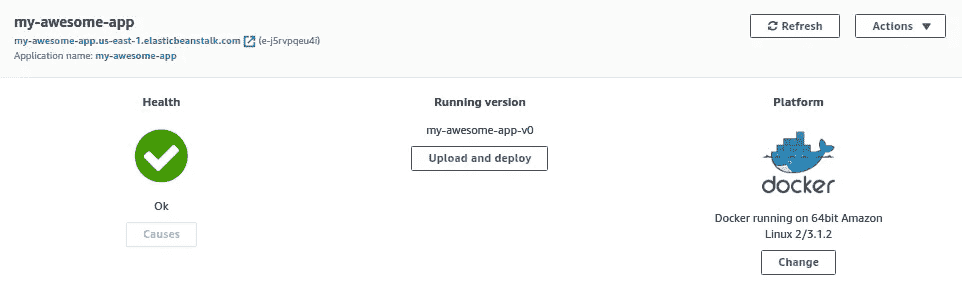 my-awesome-app
my-awesome-app.us-east-1.elasticbeanstalk.com (e-j5rvpqeu4i)
Application name: my-awesome-app
Refresh
Actions
Health
Ok
Causes
Running version
my-awesome-app-v0
Upload and deploy
Platform
docker
Docker running on 64bit Amazon
Linux 2/3.1.2
Change